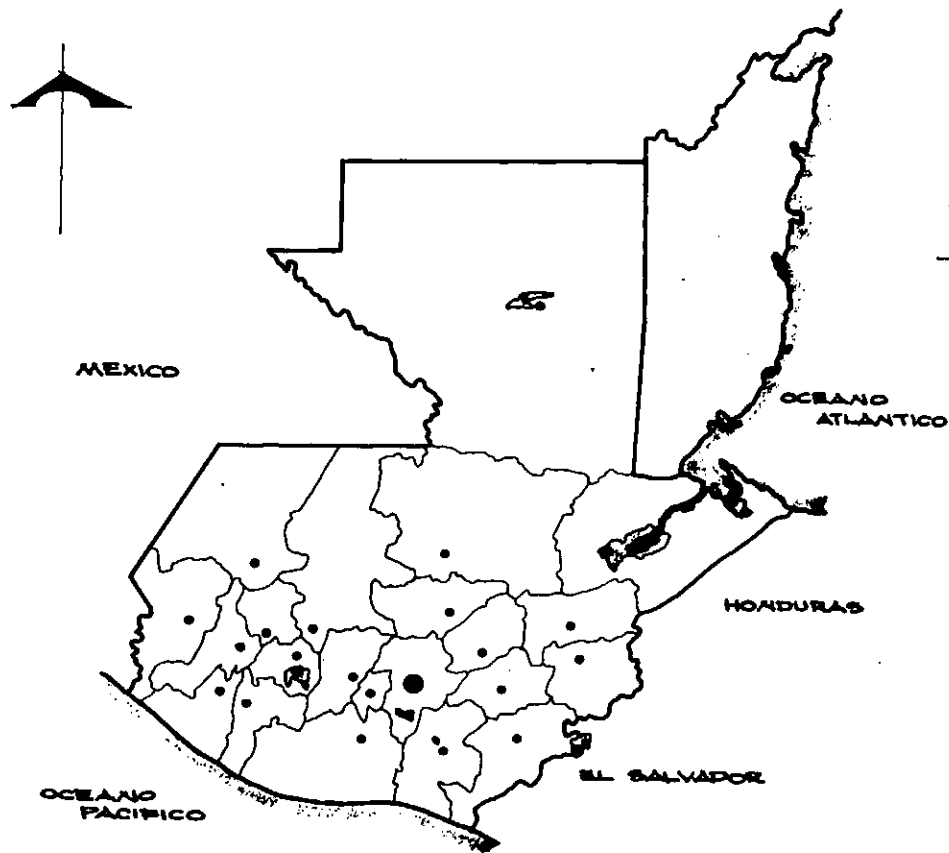 MEXICO
OCEANO
ATLANTICO
HONDURAS
EL SALVADOR
OCEANO
PACIFICO